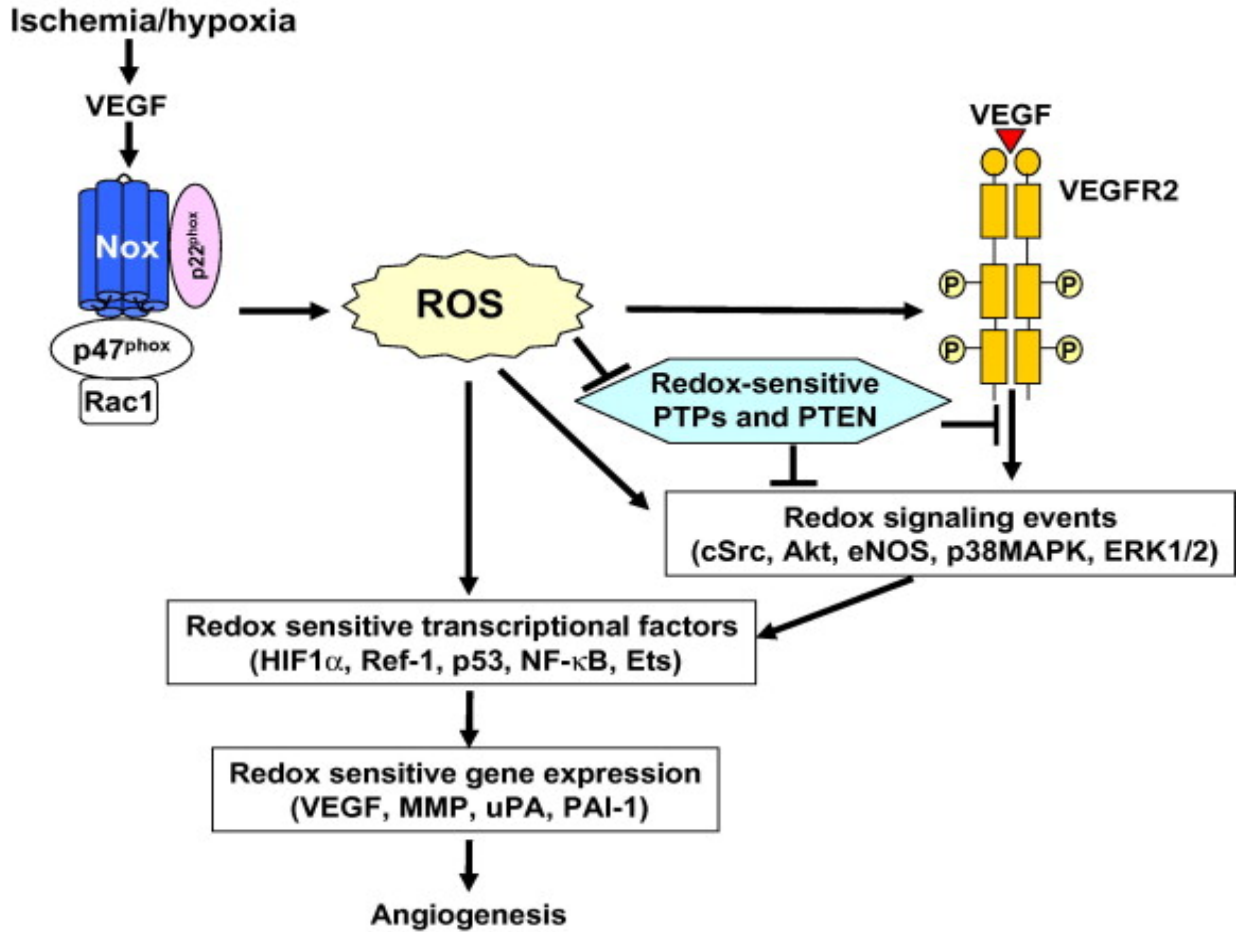 Ischemia/hypoxia
VEGF
Nox
p22phox
p47phox
Rac1
ROS
VEGF
VEGFR2
P
P
P
P
Redox-sensitive
PTPs and PTEN
Redox signaling events
(cSrc, Akt, eNOS, p38MAPK, ERK1/2)
Redox sensitive transcriptional factors
(HIF1α, Ref-1, p53, NF-κB, Ets)
Redox sensitive gene expression
(VEGF, MMP, uPA, PAI-1)
Angiogenesis